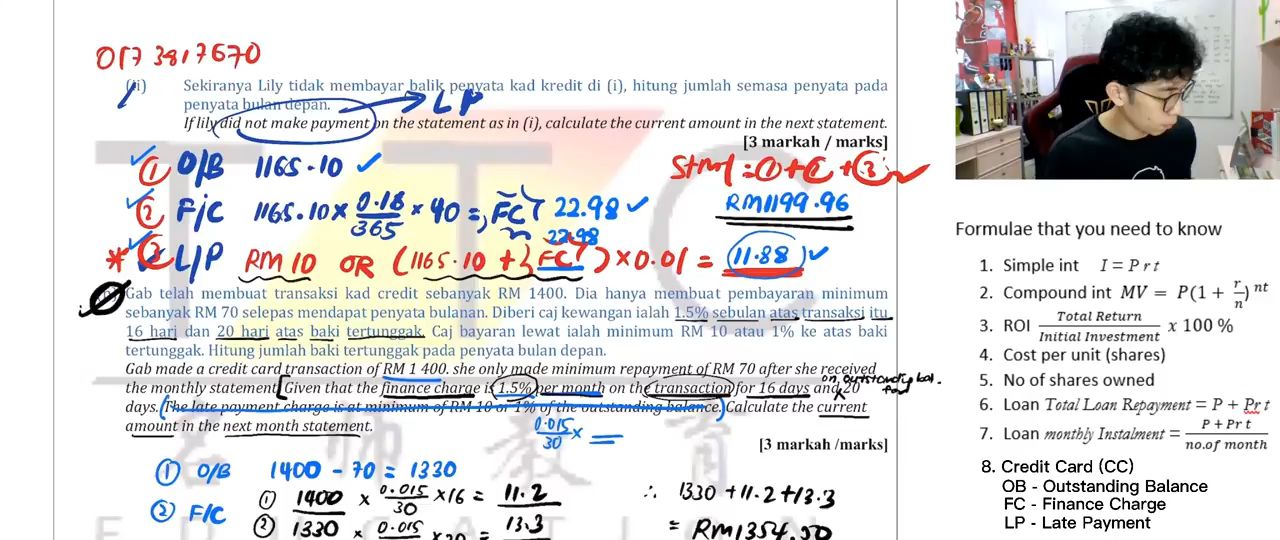 017 3817670
(ii) Sekiranya Lily tidak membayar balik penyata kad kredit di (i), hitung jumlah semasa penyata pada
penyata bulan depan. → LP
If lily did not make payment on the statement as in (i), calculate the current amount in the next statement.
[3 markah / marks]
① O/B 1165.10
Stmt = ① + ② + ③
② F/C 1165.10 × 0.18/365 × 40 = FC 22.98
RM1199.96
22.98
* ③ L/P RM 10 OR (1165.10 + FC) × 0.01 = 11.88
Gab telah membuat transaksi kad credit sebanyak RM 1400. Dia hanya membuat pembayaran minimum
sebanyak RM 70 selepas mendapat penyata bulanan. Diberi caj kewangan ialah 1.5% sebulan atas transaksi itu
16 hari dan 20 hari atas baki tertunggak. Caj bayaran lewat ialah minimum RM 10 atau 1% ke atas baki
tertunggak. Hitung jumlah baki tertunggak pada penyata bulan depan.
Gab made a credit card transaction of RM 1 400. she only made minimum repayment of RM 70 after she received
the monthly statement. Given that the finance charge is 1.5% per month on the transaction for 16 days and 20
on outstanding bal. for
days. (The late payment charge is at minimum of RM 10 or 1% of the outstanding balance.) Calculate the current
amount in the next month statement.
0.015/30 ×
[3 markah /marks]
① O/B 1400 - 70 = 1330
② F/C ① 1400 × 0.015/30 × 16 = 11.2
② 1330 × 0.015/30 × 20 = 13.3
∴ 1330 + 11.2 + 13.3
= RM1354.50
名 師 教 育
Formulae that you need to know
1. Simple int I = P r t
2. Compound int MV = P(1 + r/n)^nt
3. ROI Total Return/Initial Investment x 100 %
4. Cost per unit (shares)
5. No of shares owned
6. Loan Total Loan Repayment = P + Pr t
7. Loan monthly Instalment = P + Pr t/no.of month
8. Credit Card (CC)
OB - Outstanding Balance
FC - Finance Charge
LP - Late Payment